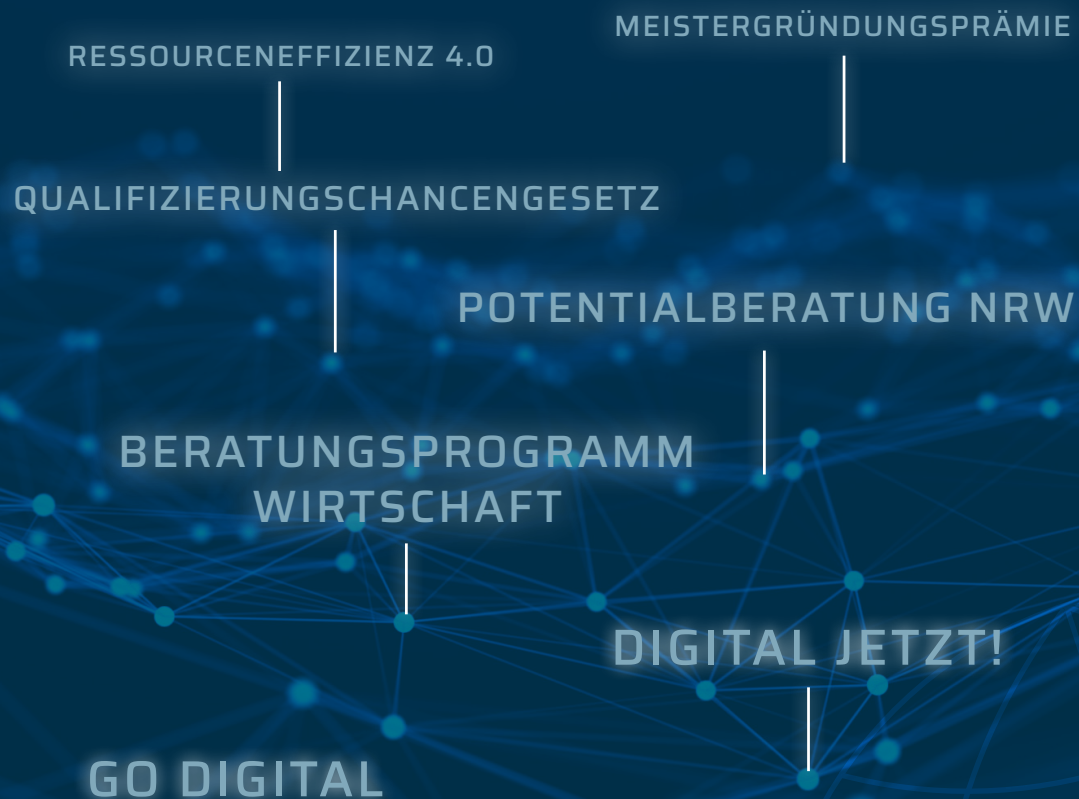 MEISTERGRÜNDUNGSPRÄMIE
RESSOURCENEFFIZIENZ 4.0
QUALIFIZIERUNGSCHANCENGESETZ
POTENTIALBERATUNG NRW
BERATUNGSPROGRAMM
WIRTSCHAFT
DIGITAL JETZT!
GO DIGITAL